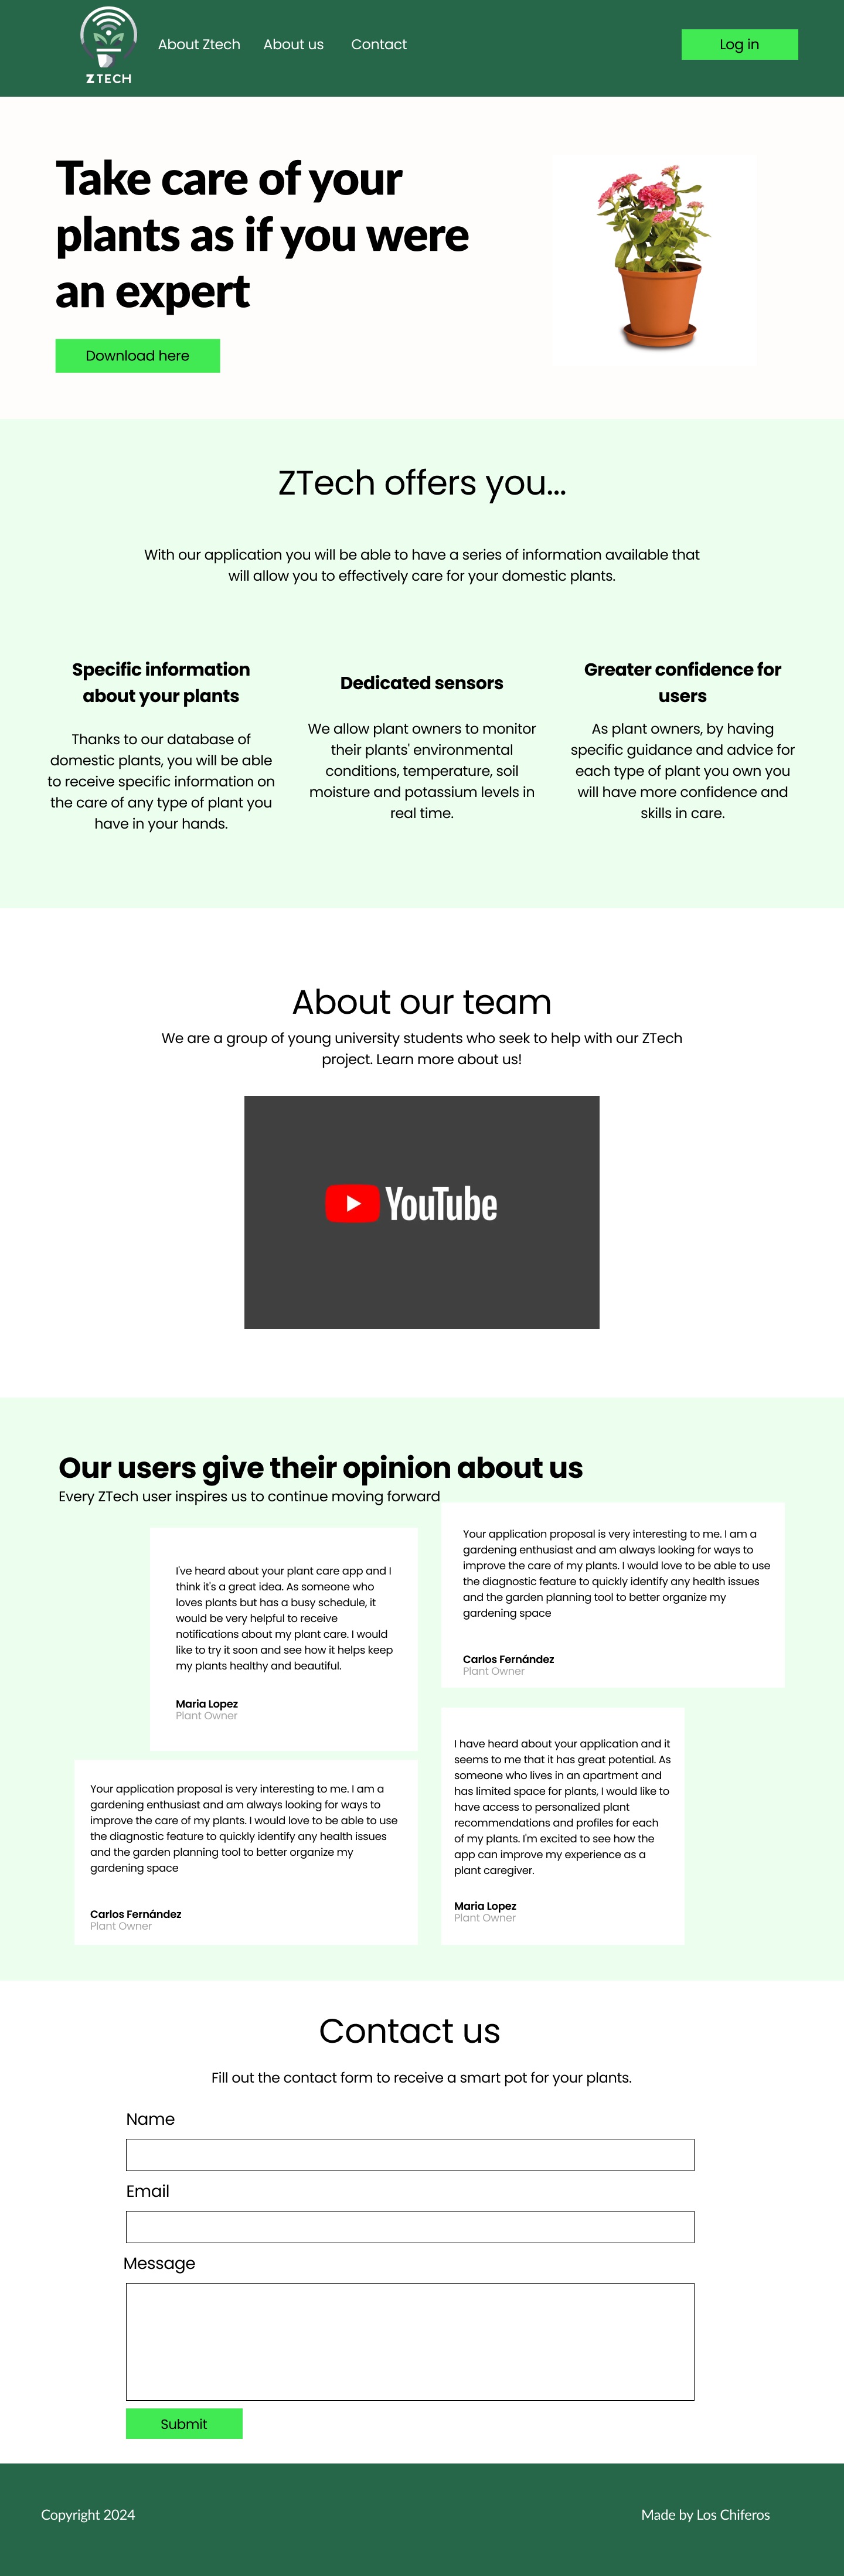 ZTECH
About Ztech
About us
Contact
Log in
Take care of your
plants as if you were
an expert
Download here
ZTech offers you...
With our application you will be able to have a series of information available that
will allow you to effectively care for your domestic plants.
Specific information
about your plants
Thanks to our database of
domestic plants, you will be able
to receive specific information on
the care of any type of plant you
have in your hands.
Dedicated sensors
We allow plant owners to monitor
their plants' environmental
conditions, temperature, soil
moisture and potassium levels in
real time.
Greater confidence for
users
As plant owners, by having
specific guidance and advice for
each type of plant you own you
will have more confidence and
skills in care.
About our team
We are a group of young university students who seek to help with our ZTech
project. Learn more about us!
YouTube
Our users give their opinion about us
Every ZTech user inspires us to continue moving forward
I've heard about your plant care app and I
think it's a great idea. As someone who
loves plants but has a busy schedule, it
would be very helpful to receive
notifications about my plant care. I would
like to try it soon and see how it helps keep
my plants healthy and beautiful.
Maria Lopez
Plant Owner
Your application proposal is very interesting to me. I am a
gardening enthusiast and am always looking for ways to
improve the care of my plants. I would love to be able to use
the diagnostic feature to quickly identify any health issues
and the garden planning tool to better organize my
gardening space
Carlos Fernández
Plant Owner
Your application proposal is very interesting to me. I am a
gardening enthusiast and am always looking for ways to
improve the care of my plants. I would love to be able to use
the diagnostic feature to quickly identify any health issues
and the garden planning tool to better organize my
gardening space
Carlos Fernández
Plant Owner
I have heard about your application and it
seems to me that it has great potential. As
someone who lives in an apartment and
has limited space for plants, I would like to
have access to personalized plant
recommendations and profiles for each
of my plants. I'm excited to see how the
app can improve my experience as a
plant caregiver.
Maria Lopez
Plant Owner
Contact us
Fill out the contact form to receive a smart pot for your plants.
Name
Email
Message
Submit
Copyright 2024
Made by Los Chiferos